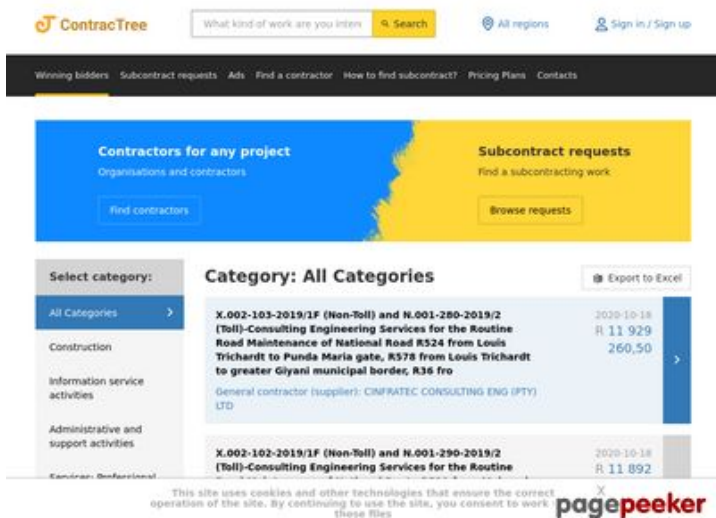 ContracTree
What kind of work are you inten
Search
All regions
Sign in / Sign up
Winning bidders Subcontract requests Ads Find a contractor How to find subcontract? Pricing Plans Contacts
Contractors for any project
Organisations and contractors
Find contractors
Subcontract requests
Find a subcontracting work
Browse requests
Select category:
All Categories
Construction
Information service
activities
Administrative and
support activities
Services: Professional
Category: All Categories
Export to Excel
X.002-103-2019/1F (Non-Toll) and N.001-280-2019/2
(Toll)-Consulting Engineering Services for the Routine
Road Maintenance of National Road R524 from Louis
Trichardt to Punda Maria gate, R578 from Louis Trichardt
to greater Giyani municipal border, R36 fro
General contractor (supplier): CINFRATEC CONSULTING ENG (PTY)
LTD
2020-10-18
R 11 929
260,50
X.002-102-2019/1F (Non-Toll) and N.001-290-2019/2
(Toll)-Consulting Engineering Services for the Routine
2020-10-18
R 11 892
This site uses cookies and other technologies that ensure the correct
operation of the site. By continuing to use the site, you consent to work
those files
X
pagepeeker